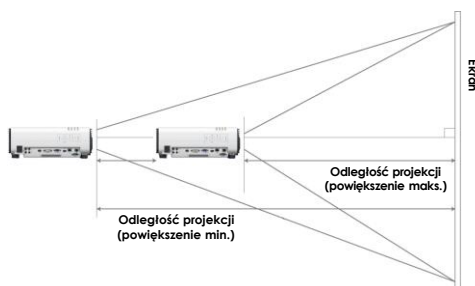 Ekran
Odległość projekcji
(powiększenie maks.)
Odległość projekcji
(powiększenie min.)